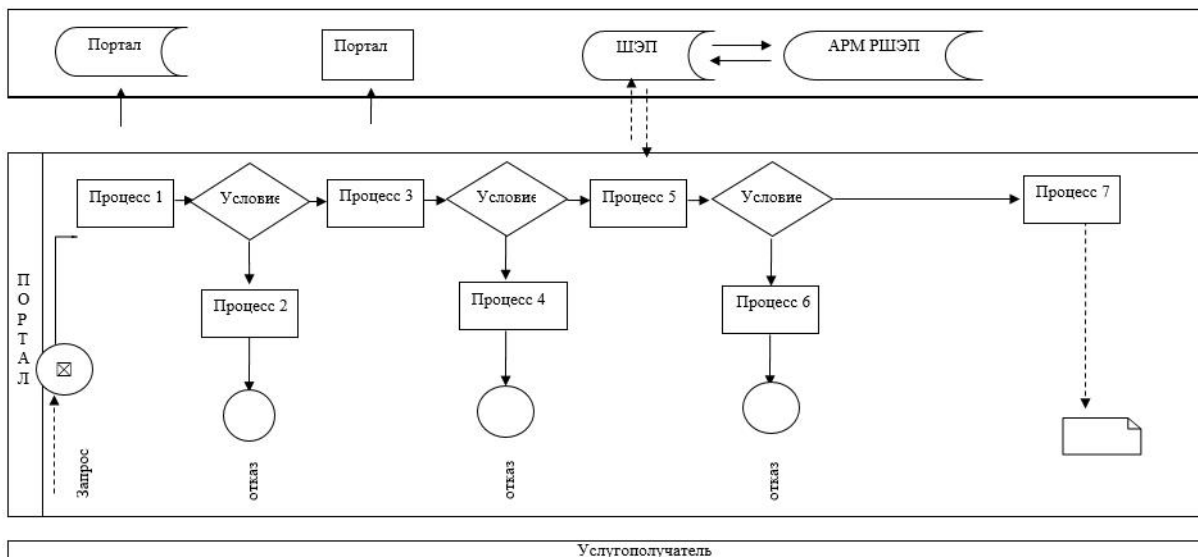 Портал
Портал
ШЭП
АРМ РШЭП
ПОРТАЛ
Процесс 1
Условие
Процесс 3
Условие
Процесс 5
Условие
Процесс 7
Процесс 2
Процесс 4
Процесс 6
Запрос
отказ
отказ
отказ
Услугополучатель